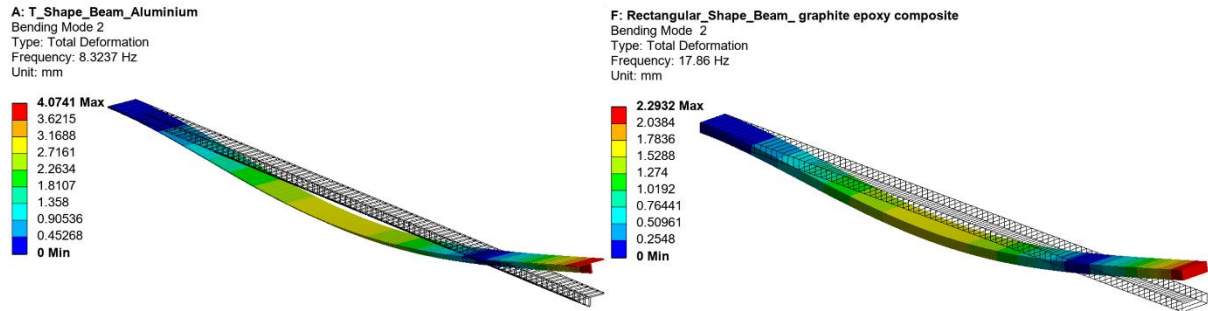 A: T_Shape_Beam_Aluminium
Bending Mode 2
Type: Total Deformation
Frequency: 8.3237 Hz
Unit: mm
4.0741 Max
3.6215
3.1688
2.7161
2.2634
1.8107
1.358
0.90536
0.45268
0 Min
F: Rectangular_Shape_Beam_ graphite epoxy composite
Bending Mode 2
Type: Total Deformation
Frequency: 17.86 Hz
Unit: mm
2.2932 Max
2.0384
1.7836
1.5288
1.274
1.0192
0.76441
0.50961
0.2548
0 Min